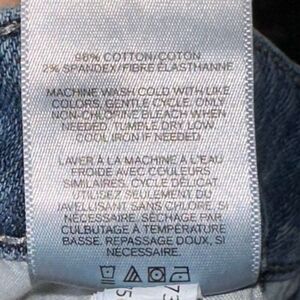 98% COTTON/COTON
2% SPANDEX/FIBRE ÉLASTHANNE
MACHINE WASH COLD WITH LIKE
COLORS, GENTLE CYCLE, ONLY
NON-CHLORINE BLEACH WHEN
NEEDED, TUMBLE DRY LOW,
COOL IRON IF NEEDED.
LAVER À LA MACHINE À L'EAU
FROIDE AVEC COULEURS
SIMILAIRES, CYCLE DÉLICAT,
UTILISEZ SEULEMENT DU
JAVELLISANT SANS CHLORE, SI
NÉCESSAIRE, SÉCHAGE PAR
CULBUTAGE À TEMPÉRATURE
BASSE. REPASSAGE DOUX, SI
NÉCESSAIRE.